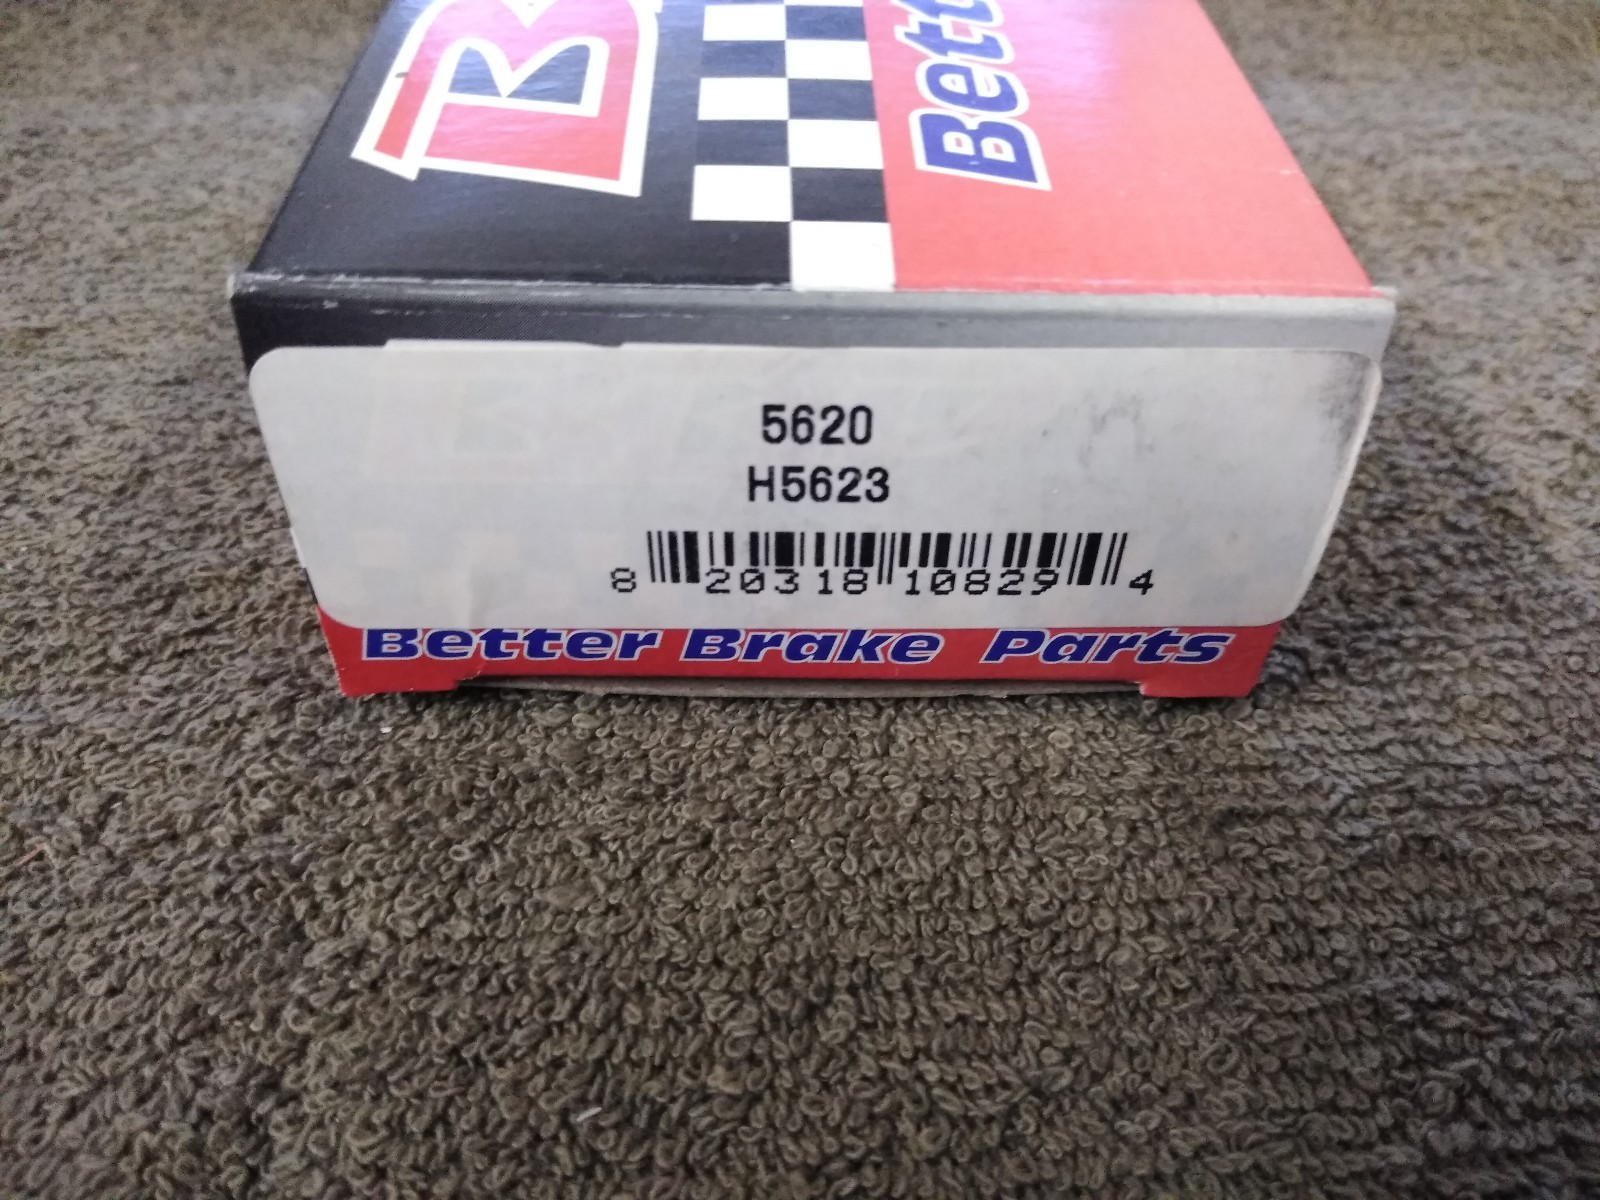 B
Bett
5620
H5623
8 20318 10829 4
Better Brake Parts